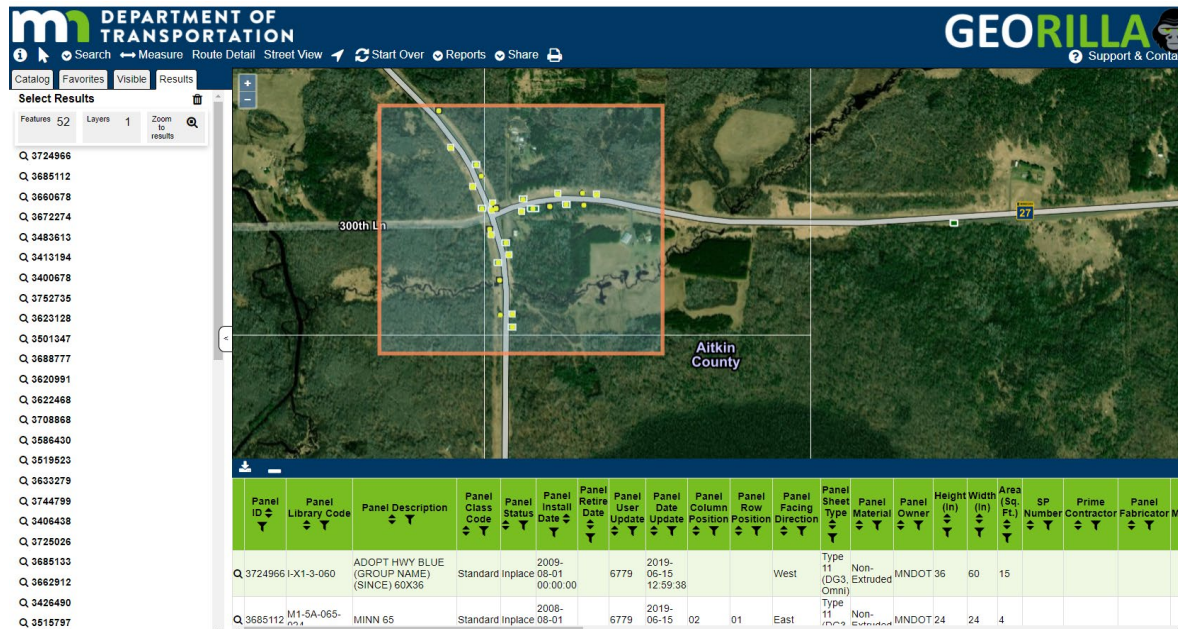 DEPARTMENT OF
TRANSPORTATION
GEORILLA
Search Measure Route Detail Street View Start Over Reports Share
Support & Conta
Catalog Favorites Visible Results
Select Results
Features 52 Layers 1 Zoom to results
3724966
3685112
3660678
3672274
3483613
3413194
3400678
3752735
3623128
3501347
3688777
3620991
3622468
3708868
3586430
3519523
3633279
3744799
3406438
3725026
3685133
3662912
3426490
3515797
+
-
300th Ln
27
Aitkin
County
<
Panel ID
Panel Library Code
Panel Description
Panel Class Code
Panel Status
Panel Install Date
Panel Retire Date
Panel User Update
Panel Date Update
Panel Column Position
Panel Row Position
Panel Facing Direction
Panel Sheet Type
Panel Material
Panel Owner
Height (In)
Width (In)
Area (Sq. Ft.)
SP Number
Prime Contractor
Panel Fabricator
M
3724966 I-X1-3-060 ADOPT HWY BLUE (GROUP NAME) (SINCE) 60X36 Standard Inplace 2009-08-01 00:00:00 6779 2019-06-15 12:59:38 West Type 11 (DG3, Omni) Non-Extruded MNDOT 36 60 15
3685112 M1-5A-065- MINN 65 Standard Inplace 2008-08-01 6779 2019-06-15 02 01 East Type 11 Non- MNDOT 24 24 4